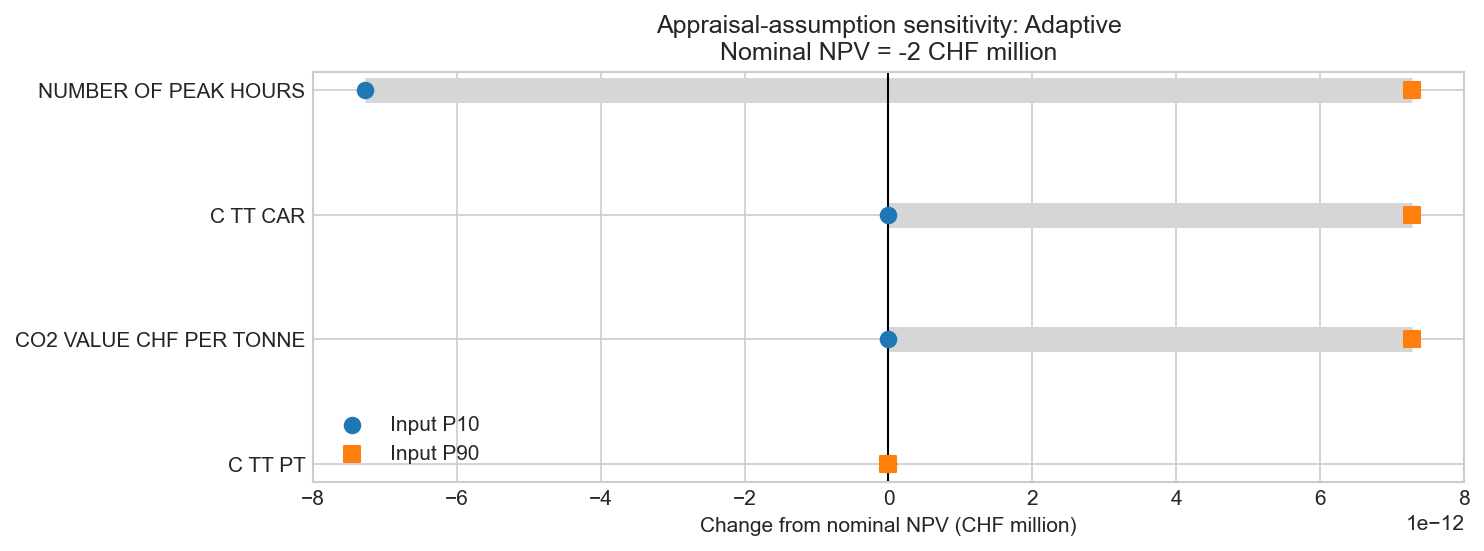 Appraisal-assumption sensitivity: Adaptive
Nominal NPV = -2 CHF million
NUMBER OF PEAK HOURS
C TT CAR
CO2 VALUE CHF PER TONNE
C TT PT
Input P10
Input P90
−8 −6 −4 −2 0 2 4 6 8
Change from nominal NPV (CHF million)
1e−12